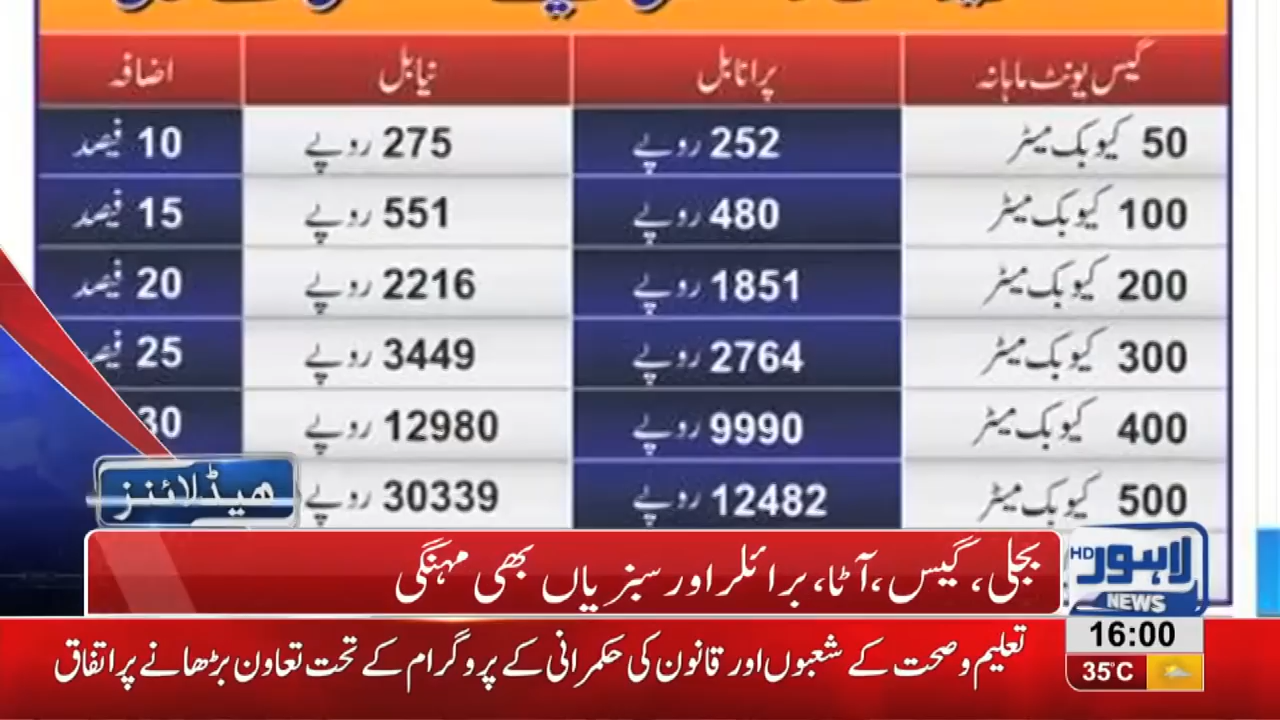 گیس یونٹ ماہانہ پرانا بل نیا بل اضافہ
50 کیوبک میٹر 252 روپے 275 روپے 10 فیصد
100 کیوبک میٹر 480 روپے 551 روپے 15 فیصد
200 کیوبک میٹر 1851 روپے 2216 روپے 20 فیصد
300 کیوبک میٹر 2764 روپے 3449 روپے 25 فیصد
400 کیوبک میٹر 9990 روپے 12980 روپے 30
500 کیوبک میٹر 12482 روپے 30339 روپے
ھیڈلائنز
بجلی، گیس، آٹا، برائلر اور سبزیاں بھی مہنگی
HD لاہور
NEWS
16:00
تعلیم و صحت کے شعبوں اور قانون کی حکمرانی کے پروگرام کے تحت تعاون بڑھانے پر اتفاق
35°C